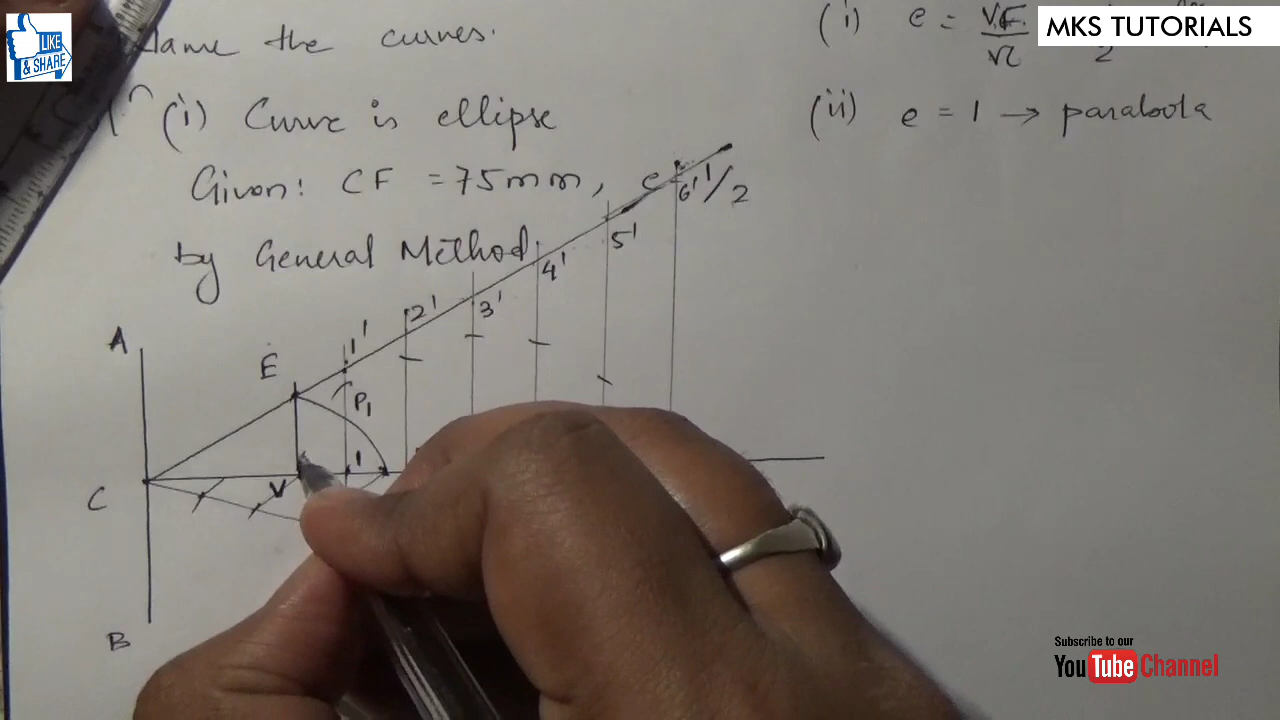 LIKE
& SHARE
MKS TUTORIALS
Name the curves.
(i) e = VF
2
(i) Curve is ellipse
(ii) e = 1 → parabola
Given: CF = 75mm, e 1/2
by General Method.
6'
5'
4'
3'
2'
1'
A
E
P1
1
V
C
B
Subscribe to our
YouTube Channel